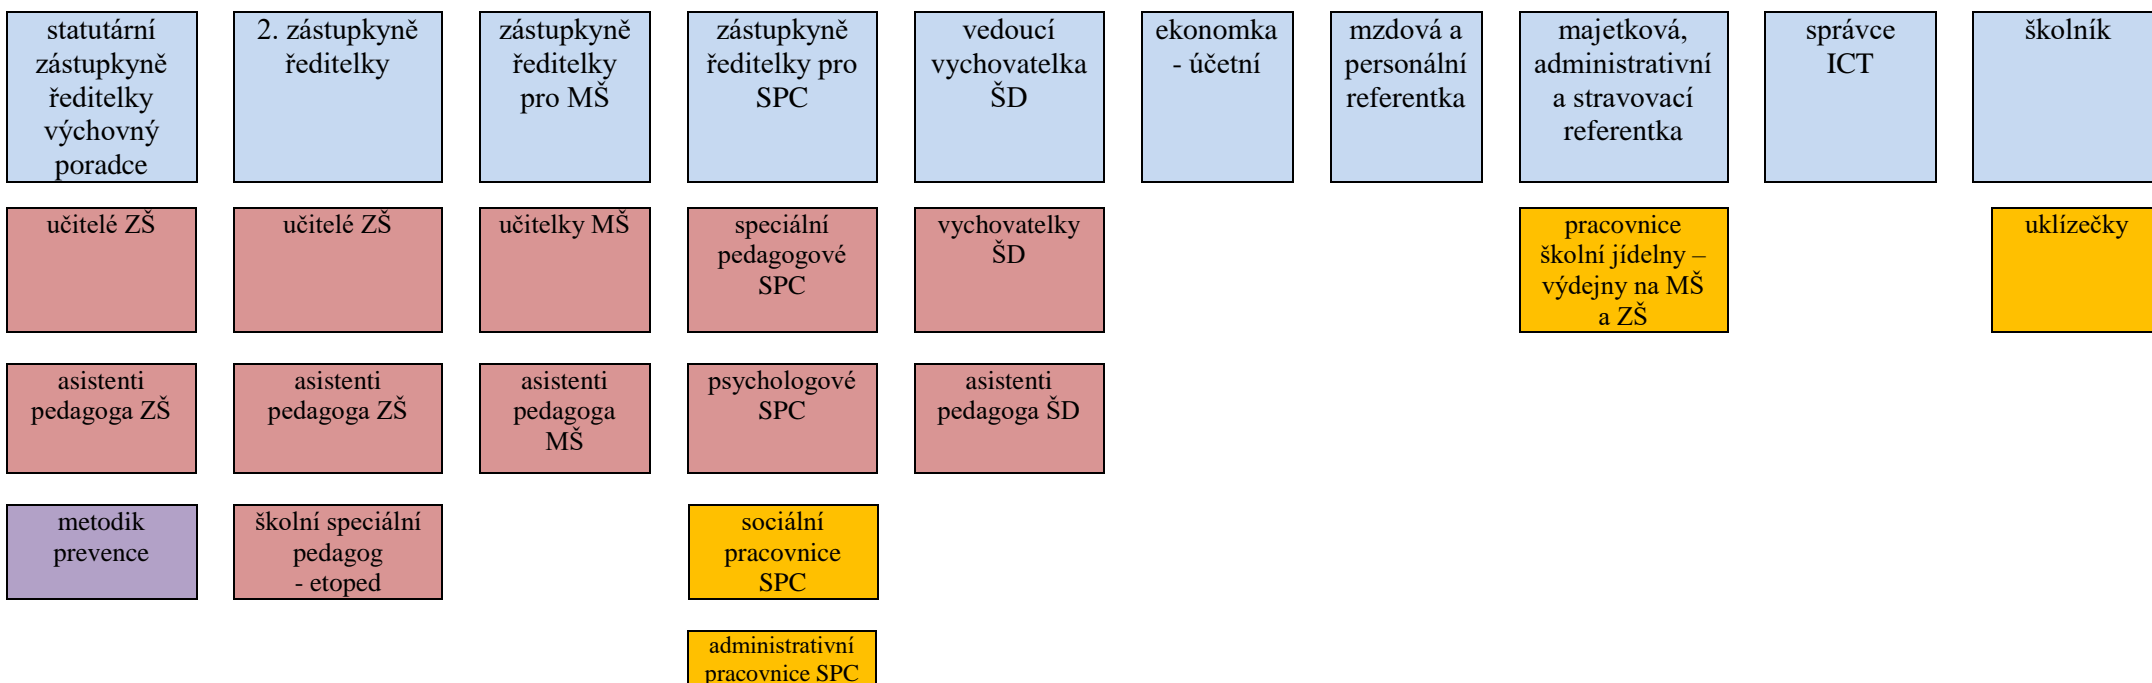 statutární
zástupkyně
ředitelky
výchovný
poradce
2. zástupkyně
ředitelky
zástupkyně
ředitelky
pro MŠ
zástupkyně
ředitelky pro
SPC
vedoucí
vychovatelka
ŠD
ekonomka
- účetní
mzdová a
personální
referentka
majetková,
administrativní
a stravovací
referentka
správce
ICT
školník
učitelé ZŠ
učitelé ZŠ
učitelky MŠ
speciální
pedagogové
SPC
vychovatelky
ŠD
pracovnice
školní jídelny –
výdejny na MŠ
a ZŠ
uklízečky
asistenti
pedagoga ZŠ
asistenti
pedagoga ZŠ
asistenti
pedagoga
MŠ
psychologové
SPC
asistenti
pedagoga ŠD
metodik
prevence
školní speciální
pedagog
- etoped
sociální
pracovnice
SPC
administrativní
pracovnice SPC